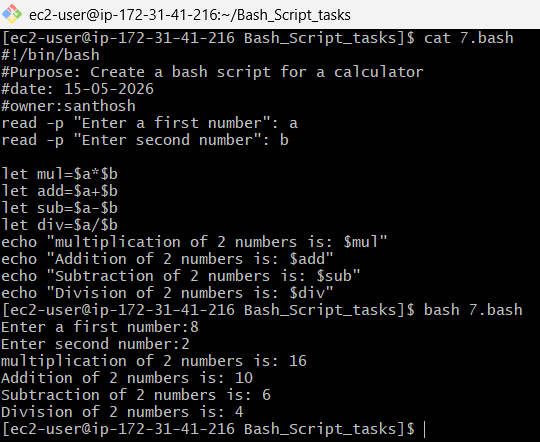 ec2-user@ip-172-31-41-216:~/Bash_Script_tasks
[ec2-user@ip-172-31-41-216 Bash_Script_tasks]$ cat 7.bash
#!/bin/bash
#Purpose: Create a bash script for a calculator
#date: 15-05-2026
#owner:santhosh
read -p "Enter a first number": a
read -p "Enter second number": b

let mul=$a*$b
let add=$a+$b
let sub=$a-$b
let div=$a/$b
echo "multiplication of 2 numbers is: $mul"
echo "Addition of 2 numbers is: $add"
echo "Subtraction of 2 numbers is: $sub"
echo "Division of 2 numbers is: $div"
[ec2-user@ip-172-31-41-216 Bash_Script_tasks]$ bash 7.bash
Enter a first number:8
Enter second number:2
multiplication of 2 numbers is: 16
Addition of 2 numbers is: 10
Subtraction of 2 numbers is: 6
Division of 2 numbers is: 4
[ec2-user@ip-172-31-41-216 Bash_Script_tasks]$